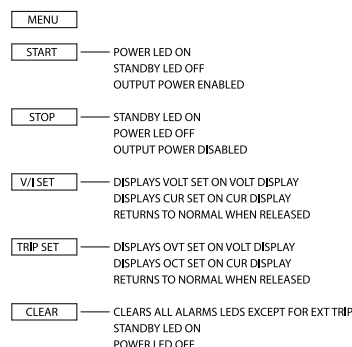 MENU
START POWER LED ON
STANDBY LED OFF
OUTPUT POWER ENABLED
STOP STANDBY LED ON
POWER LED OFF
OUTPUT POWER DISABLED
V/I SET DISPLAYS VOLT SET ON VOLT DISPLAY
DISPLAYS CUR SET ON CUR DISPLAY
RETURNS TO NORMAL WHEN RELEASED
TRIP SET DISPLAYS OVT SET ON VOLT DISPLAY
DISPLAYS OCT SET ON CUR DISPLAY
RETURNS TO NORMAL WHEN RELEASED
CLEAR CLEARS ALL ALARMS LEDS EXCEPT FOR EXT TRIP
STANDBY LED ON
POWER LED OFF